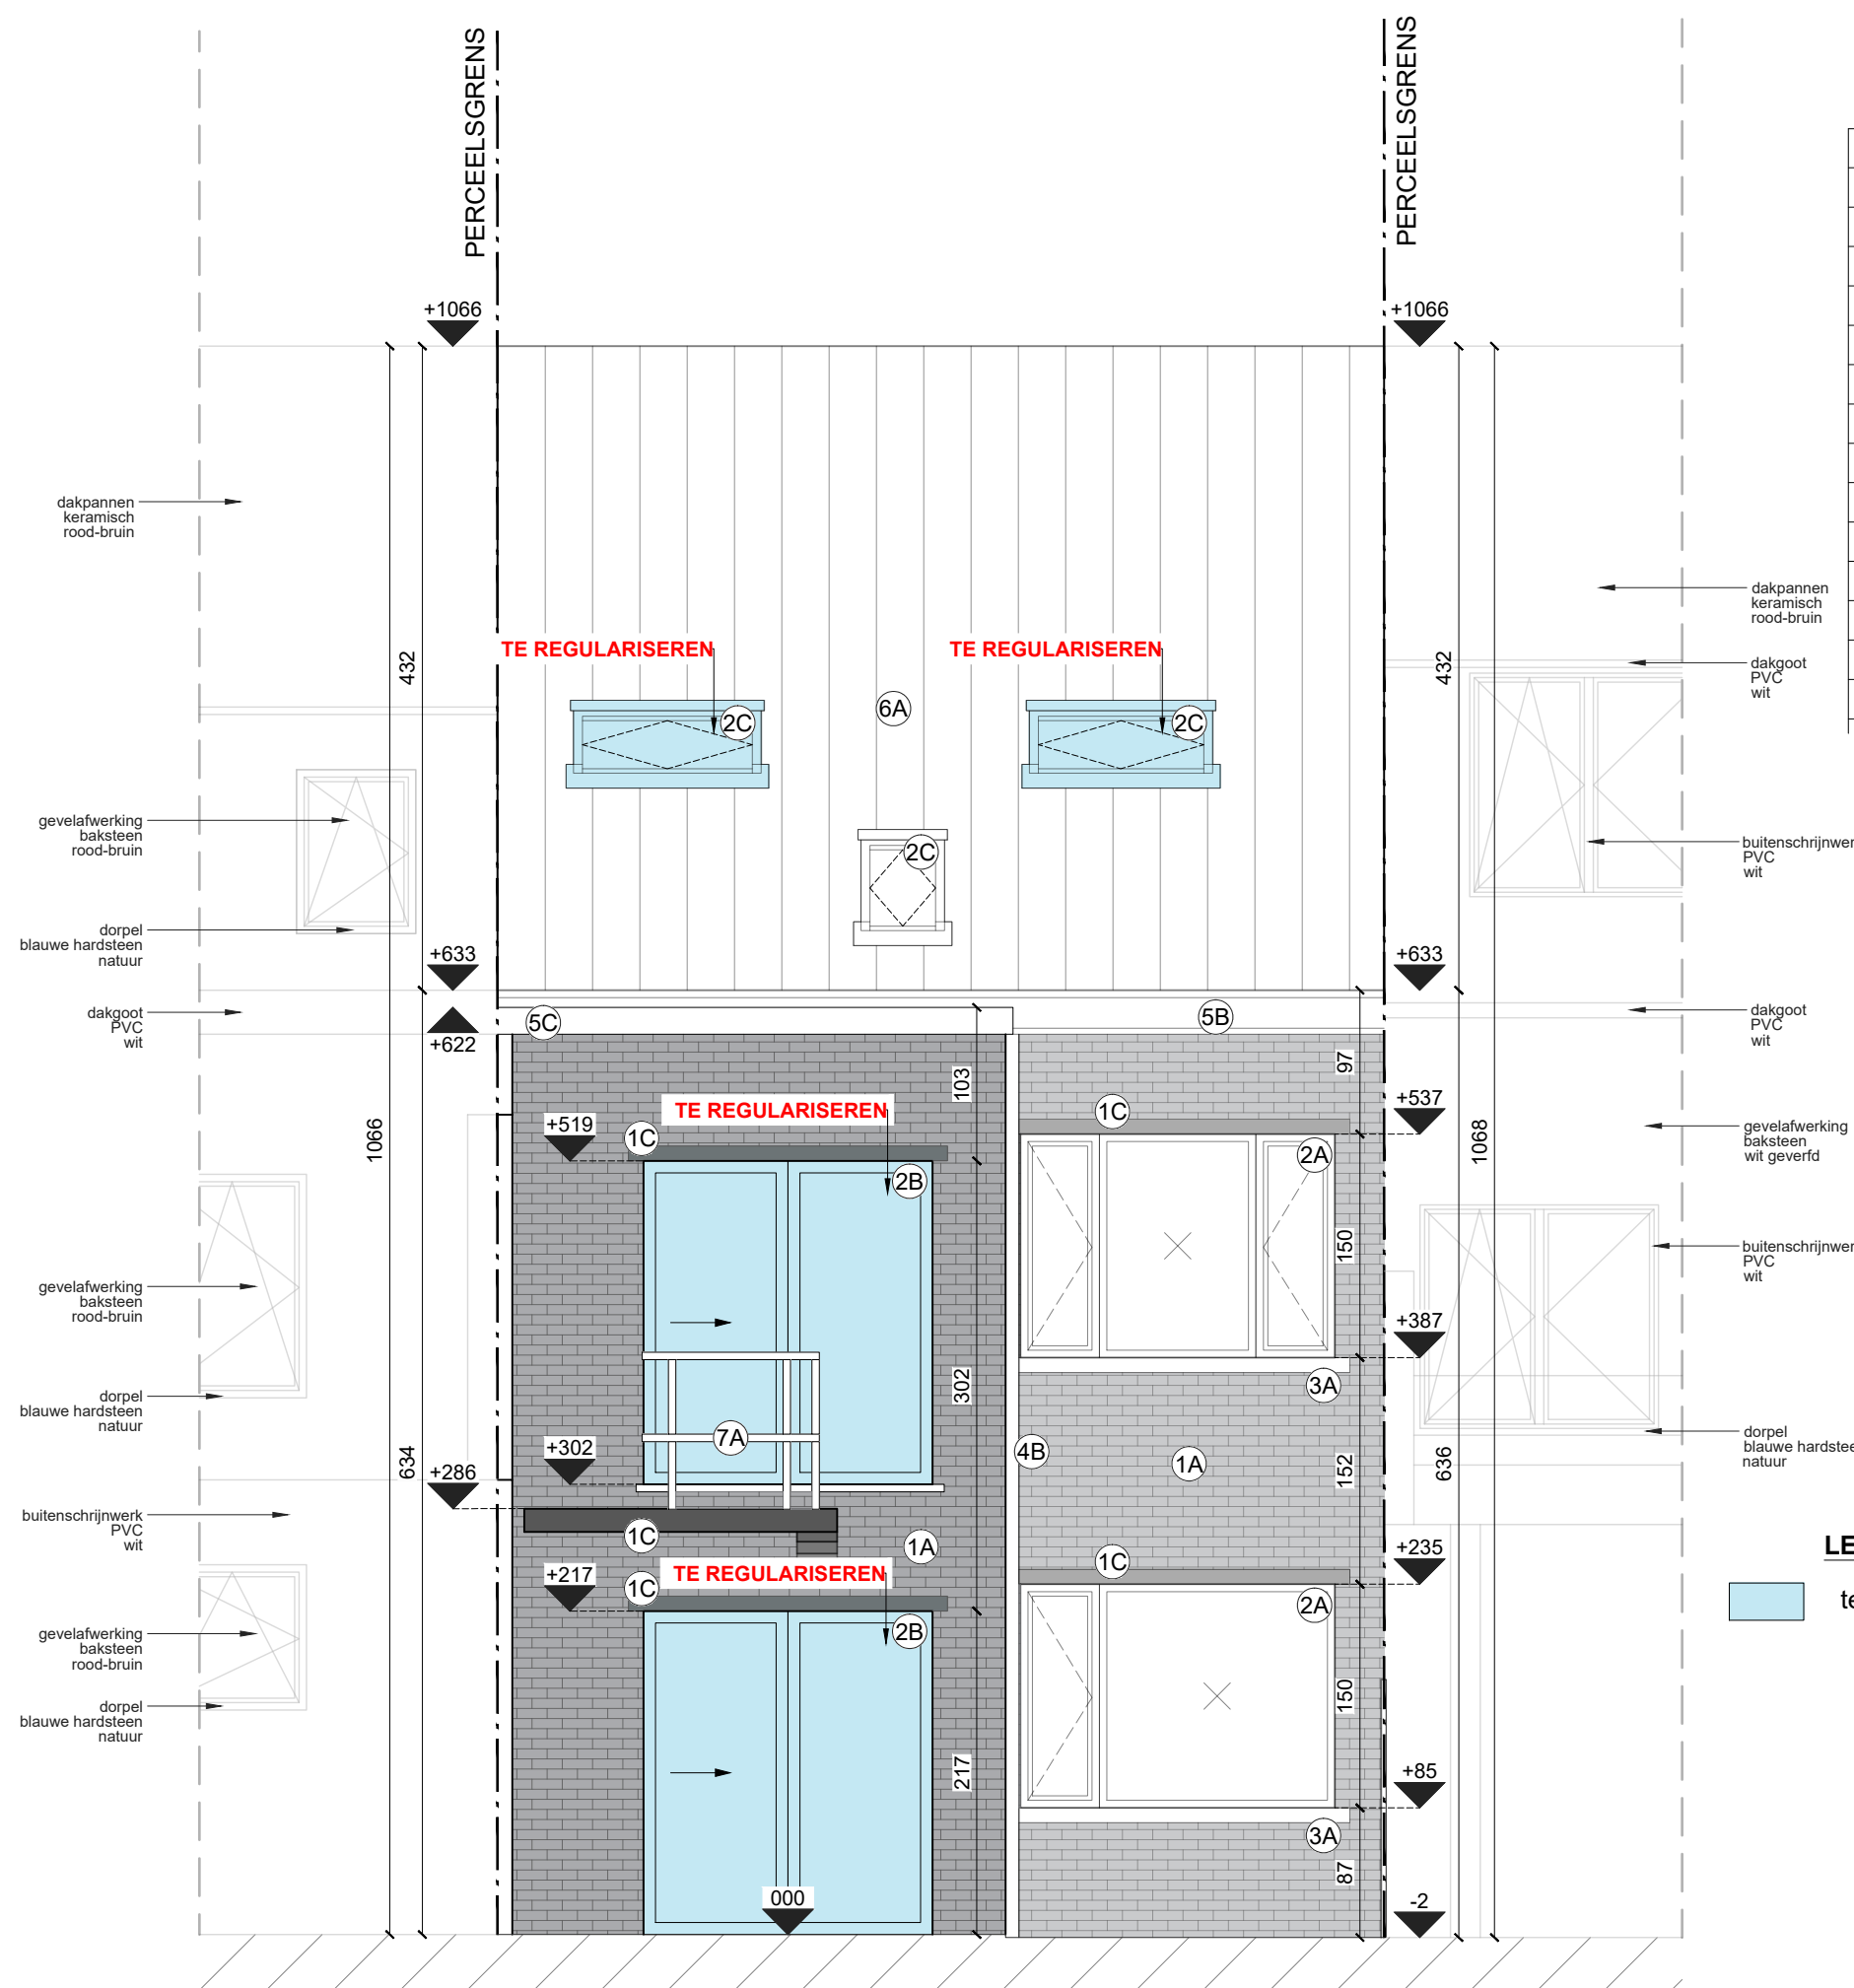 PERCEELSGRENS
PERCEELSGRENS
+1066
+1066
dakpannen
keramisch
rood-bruin
dakpannen
keramisch
rood-bruin
432
432
TE REGULARISEREN
TE REGULARISEREN
dakgoot
PVC
wit
6A
2C
2C
2C
gevelafwerking
baksteen
rood-bruin
buitenschrijnwer
PVC
wit
dorpel
blauwe hardsteen
natuur
+633
+633
dakgoot
PVC
wit
5C
5B
dakgoot
PVC
wit
+622
103
97
1066
1068
TE REGULARISEREN
+519
1C
1C
+537
gevelafwerking
baksteen
wit geverfd
2B
2A
150
buitenschrijnwer
PVC
wit
gevelafwerking
baksteen
rood-bruin
+387
302
3A
dorpel
blauwe hardsteen
natuur
7A
4B
1A
dorpel
blauwe hardstee
natuur
634
+286
+302
152
636
buitenschrijnwerk
PVC
wit
1C
1A
+235
LE
TE REGULARISEREN
+217
1C
1C
te
2B
2A
gevelafwerking
baksteen
rood-bruin
150
dorpel
blauwe hardsteen
natuur
217
+85
3A
87
000
-2